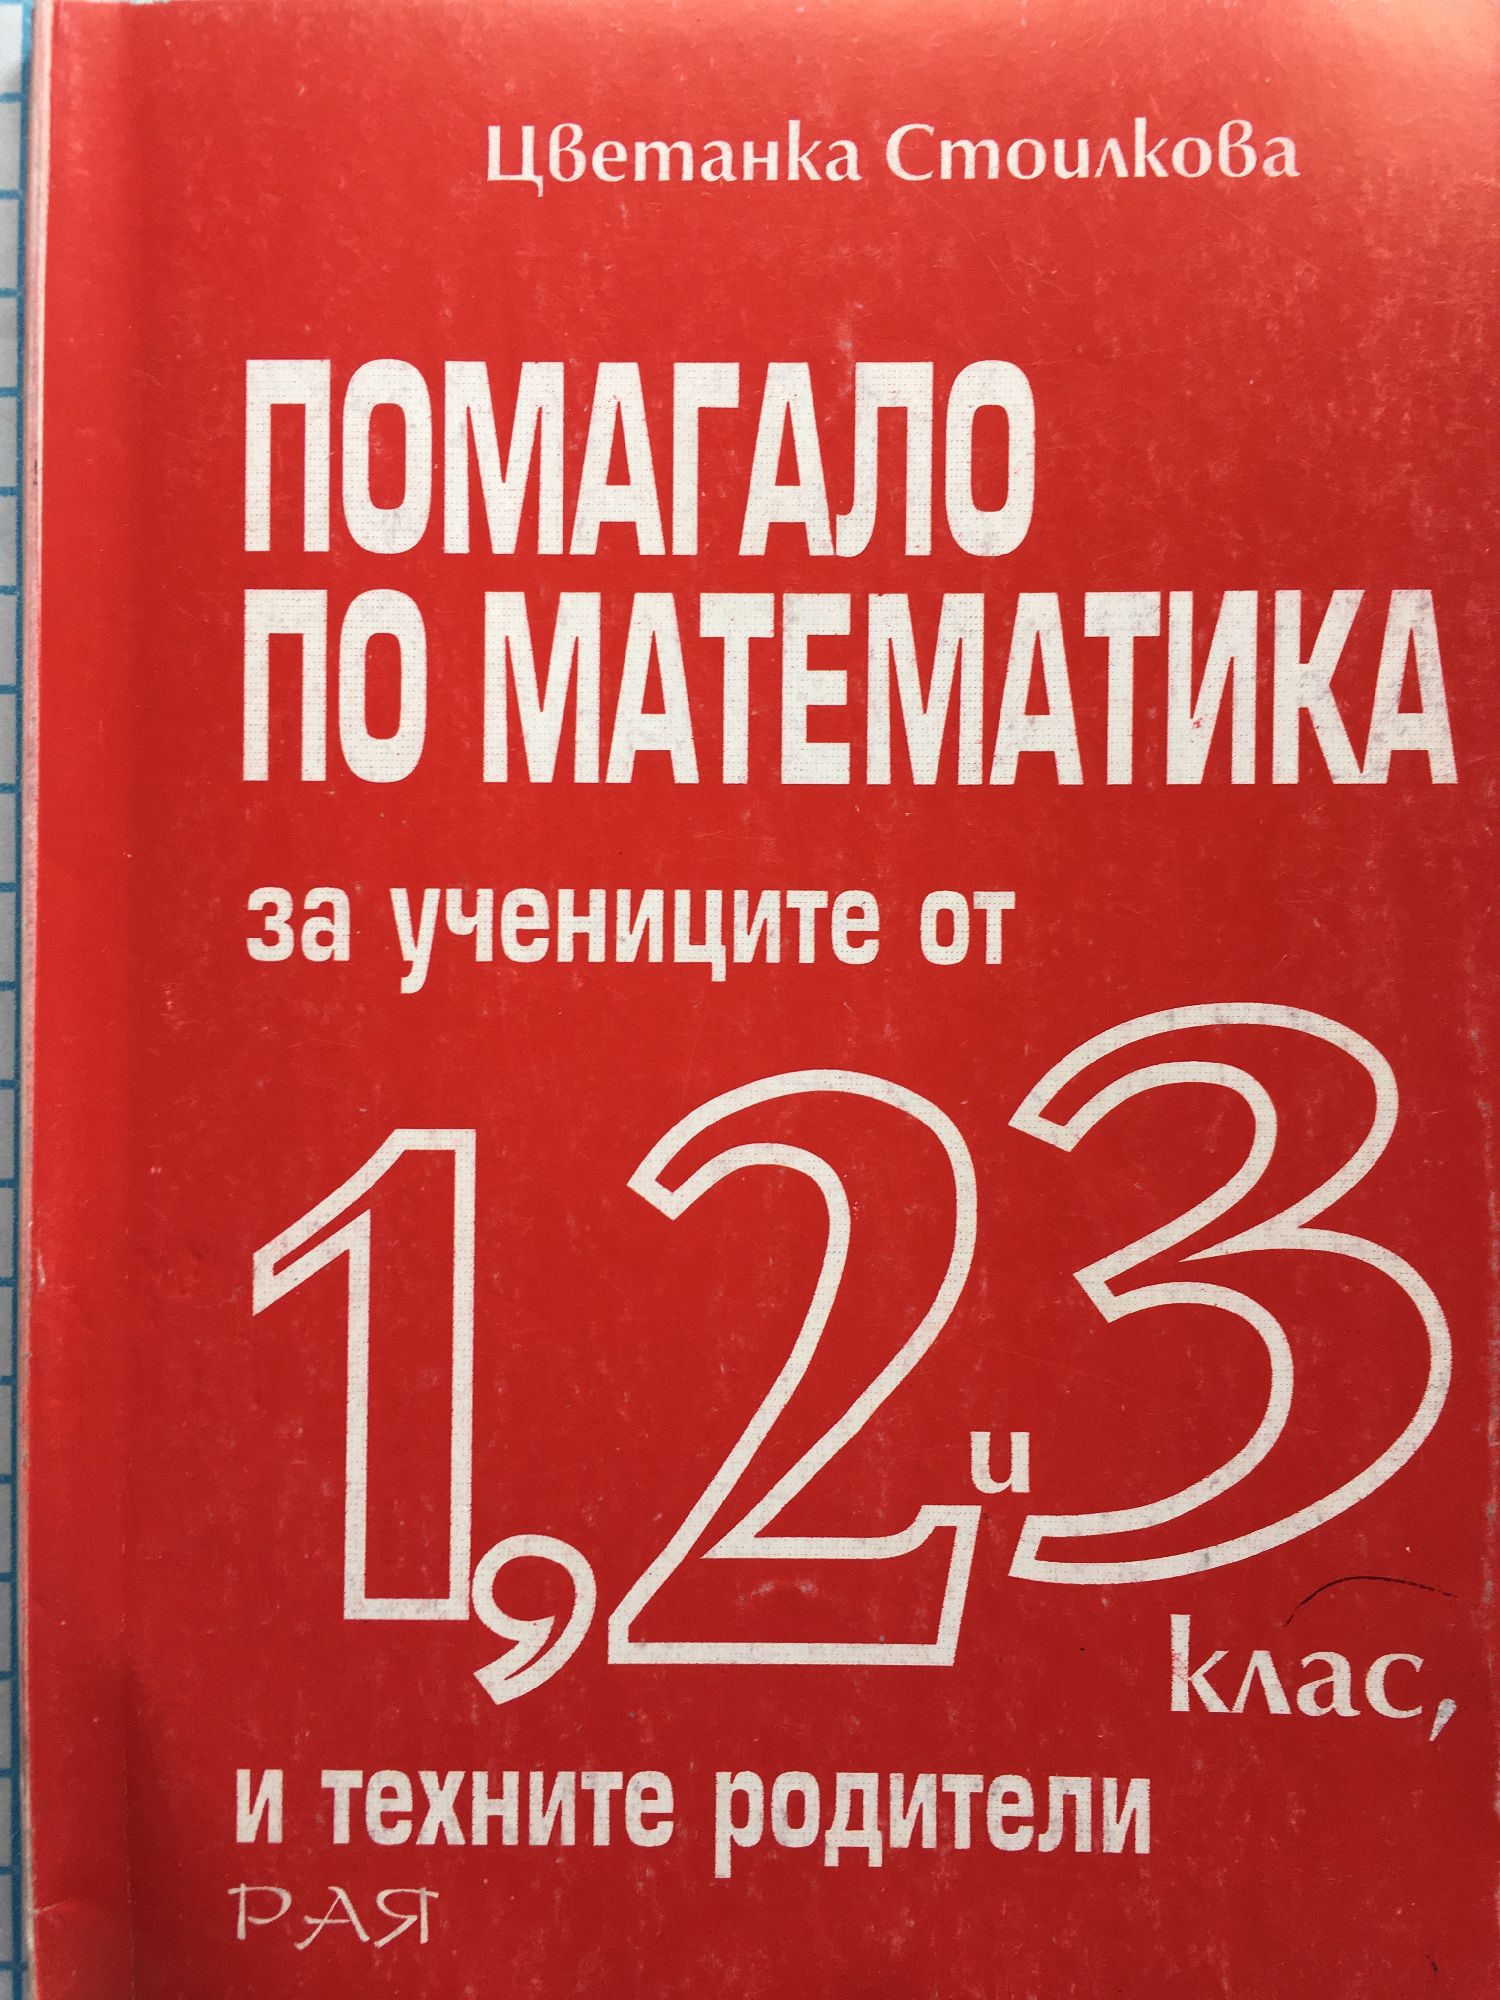 Цветанка Стоилкова
ПОМАГАЛО
ПО МАТЕМАТИКА
за учениците от
1, 2 и 3
клас,
и техните родители
РАЯ